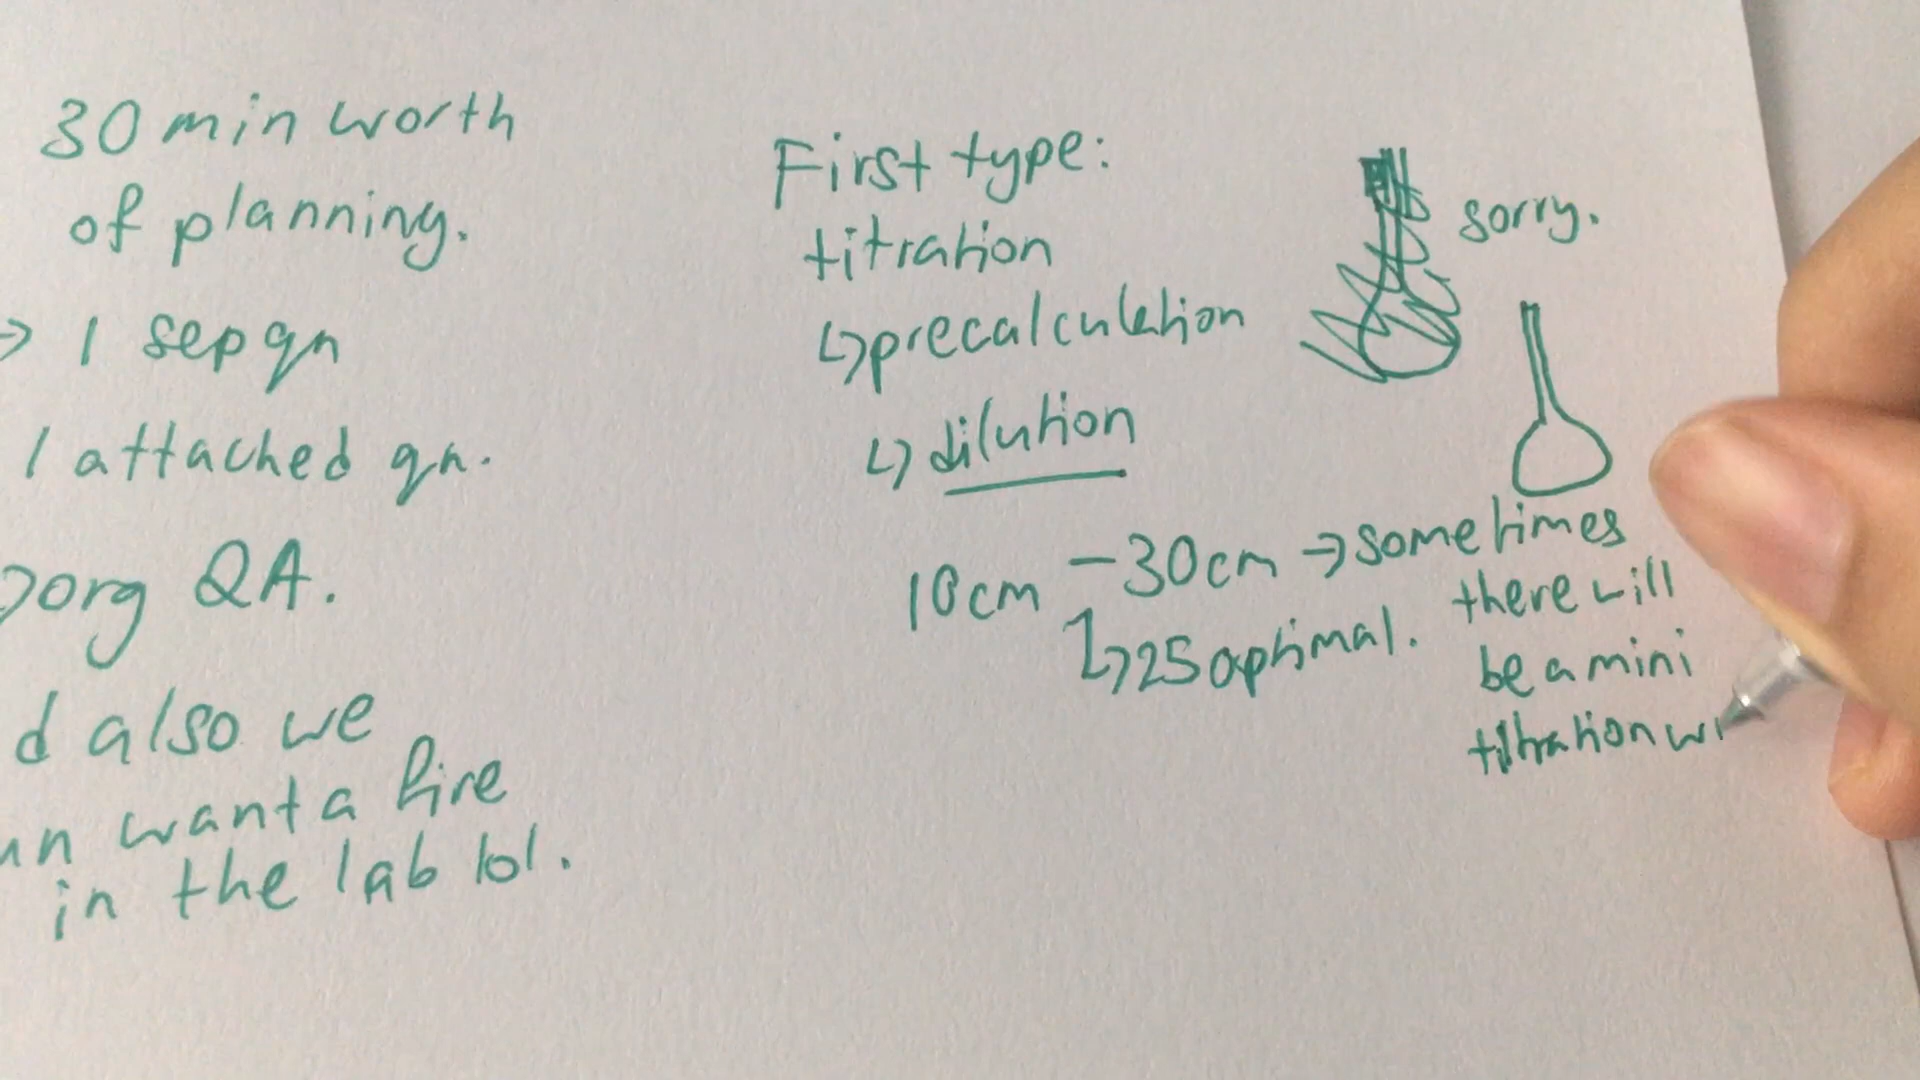 30 min worth
of planning.
→ 1 sep qn
1 attached qn.
org QA.
d also we
want a fire
in the lab lol.
First type:
titration
↳ precalculation
↳ dilution
sorry.
10cm - 30cm → sometimes
there will
be a mini
titration w
↳ 25 optimal.